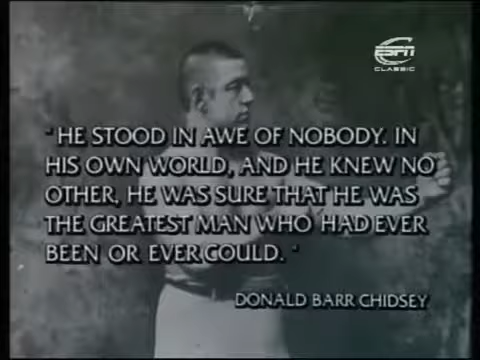 ESPN
CLASSIC
"HE STOOD IN AWE OF NOBODY. IN
HIS OWN WORLD, AND HE KNEW NO
OTHER, HE WAS SURE THAT HE WAS
THE GREATEST MAN WHO HAD EVER
BEEN OR EVER COULD."
DONALD BARR CHIDSEY